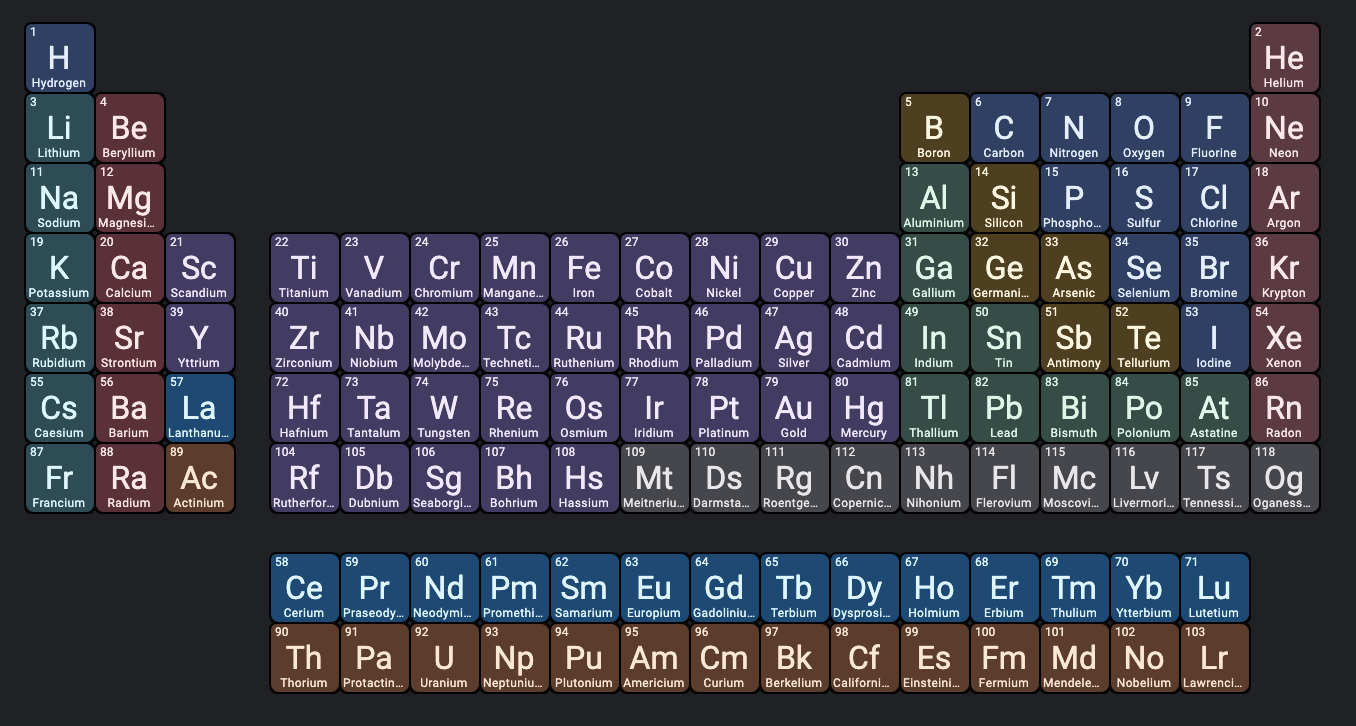 1 2
H He
Hydrogen Helium
3 4 5 6 7 8 9 10
Li Be B C N O F Ne
Lithium Beryllium Boron Carbon Nitrogen Oxygen Fluorine Neon
11 12 13 14 15 16 17 18
Na Mg Al Si P S Cl Ar
Sodium Magnesi... Aluminium Silicon Phospho... Sulfur Chlorine Argon
19 20 21 22 23 24 25 26 27 28 29 30 31 32 33 34 35 36
K Ca Sc Ti V Cr Mn Fe Co Ni Cu Zn Ga Ge As Se Br Kr
Potassium Calcium Scandium Titanium Vanadium Chromium Mangane... Iron Cobalt Nickel Copper Zinc Gallium Germani... Arsenic Selenium Bromine Krypton
37 38 39 40 41 42 43 44 45 46 47 48 49 50 51 52 53 54
Rb Sr Y Zr Nb Mo Tc Ru Rh Pd Ag Cd In Sn Sb Te I Xe
Rubidium Strontium Yttrium Zirconium Niobium Molybde... Techneti... Ruthenium Rhodium Palladium Silver Cadmium Indium Tin Antimony Tellurium Iodine Xenon
55 56 57 72 73 74 75 76 77 78 79 80 81 82 83 84 85 86
Cs Ba La Hf Ta W Re Os Ir Pt Au Hg Tl Pb Bi Po At Rn
Caesium Barium Lanthanu... Hafnium Tantalum Tungsten Rhenium Osmium Iridium Platinum Gold Mercury Thallium Lead Bismuth Polonium Astatine Radon
87 88 89 104 105 106 107 108 109 110 111 112 113 114 115 116 117 118
Fr Ra Ac Rf Db Sg Bh Hs Mt Ds Rg Cn Nh Fl Mc Lv Ts Og
Francium Radium Actinium Rutherfor... Dubnium Seaborgi... Bohrium Hassium Meitneriu... Darmsta... Roentge... Copernic... Nihonium Flerovium Moscovi... Livermori... Tennessi... Oganess...
58 59 60 61 62 63 64 65 66 67 68 69 70 71
Ce Pr Nd Pm Sm Eu Gd Tb Dy Ho Er Tm Yb Lu
Cerium Praseody... Neodymi... Promethi... Samarium Europium Gadoliniu... Terbium Dysprosi... Holmium Erbium Thulium Ytterbium Lutetium
90 91 92 93 94 95 96 97 98 99 100 101 102 103
Th Pa U Np Pu Am Cm Bk Cf Es Fm Md No Lr
Thorium Protactin... Uranium Neptuniu... Plutonium Americium Curium Berkelium Californi... Einsteini... Fermium Mendele... Nobelium Lawrenci...